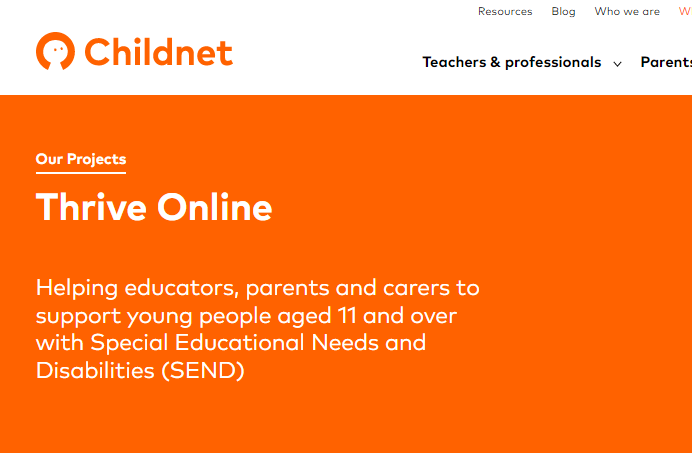 Resources Blog Who we are
Childnet
Teachers & professionals Parents
Our Projects
Thrive Online
Helping educators, parents and carers to
support young people aged 11 and over
with Special Educational Needs and
Disabilities (SEND)